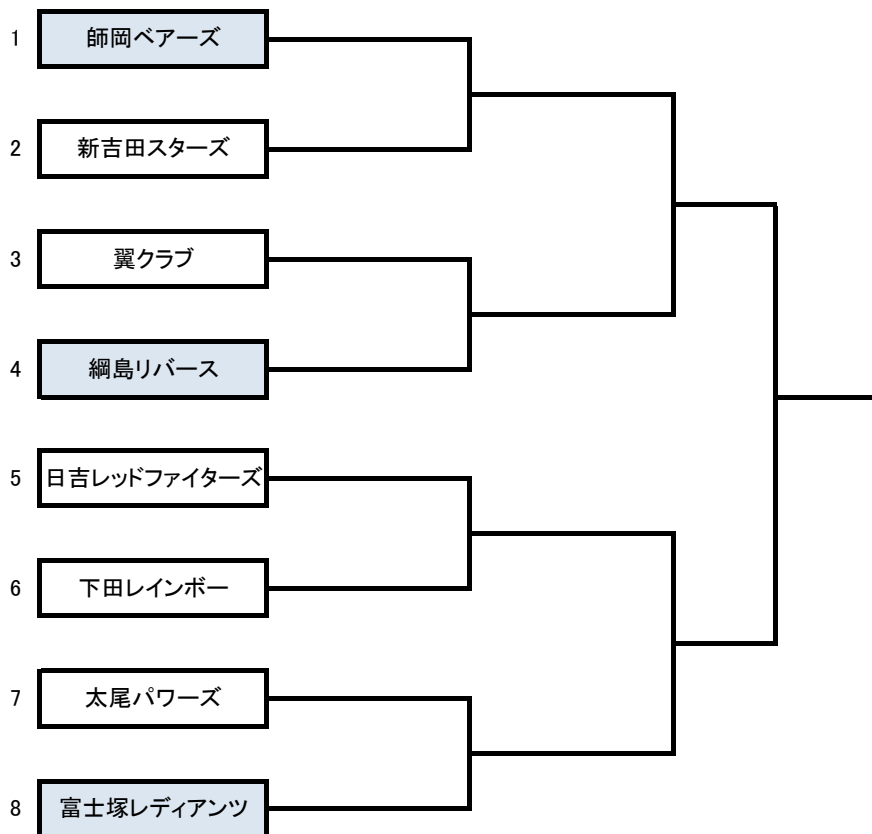 1 師岡ベアーズ
2 新吉田スターズ
3 翼クラブ
4 綱島リバース
5 日吉レッドファイターズ
6 下田レインボー
7 太尾パワーズ
8 富士塚レディアンツ